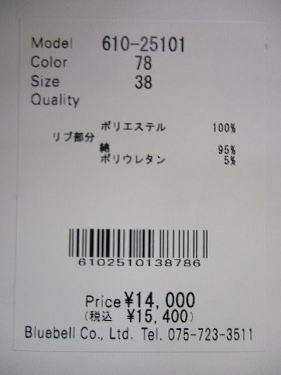 Model 610-25101
Color 78
Size 38
Quality
ポリエステル 100%
リブ部分
綿 95%
ポリウレタン 5%
6102510138786
Price ¥14,000
(税込 ¥15,400)
Bluebell Co., Ltd. Tel. 075-723-3511